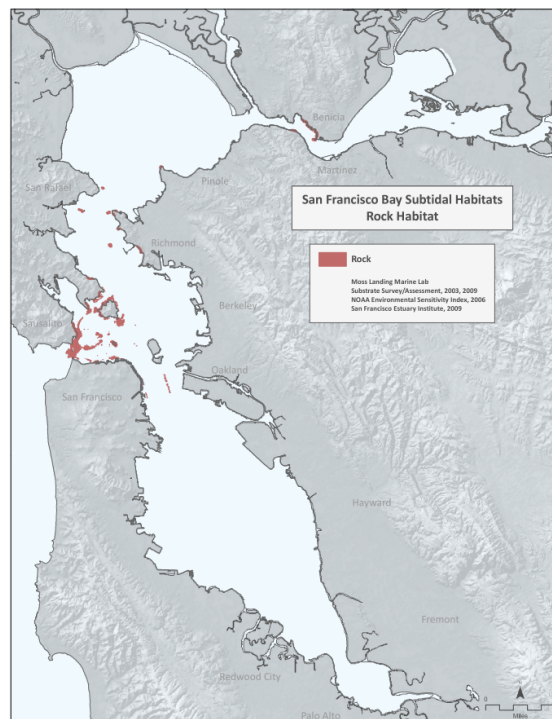 Benicia
Martinez
San Rafael
Pinole
San Francisco Bay Subtidal Habitats
Rock Habitat
Richmond
Rock
Moss Landing Marine Lab
Substrate Survey/Assessment, 2003, 2009
NOAA Environmental Sensitivity Index, 2006
San Francisco Estuary Institute, 2009
Berkeley
Sausalito
Oakland
San Francisco
Hayward
Fremont
Redwood City
Palo Alto
Miles